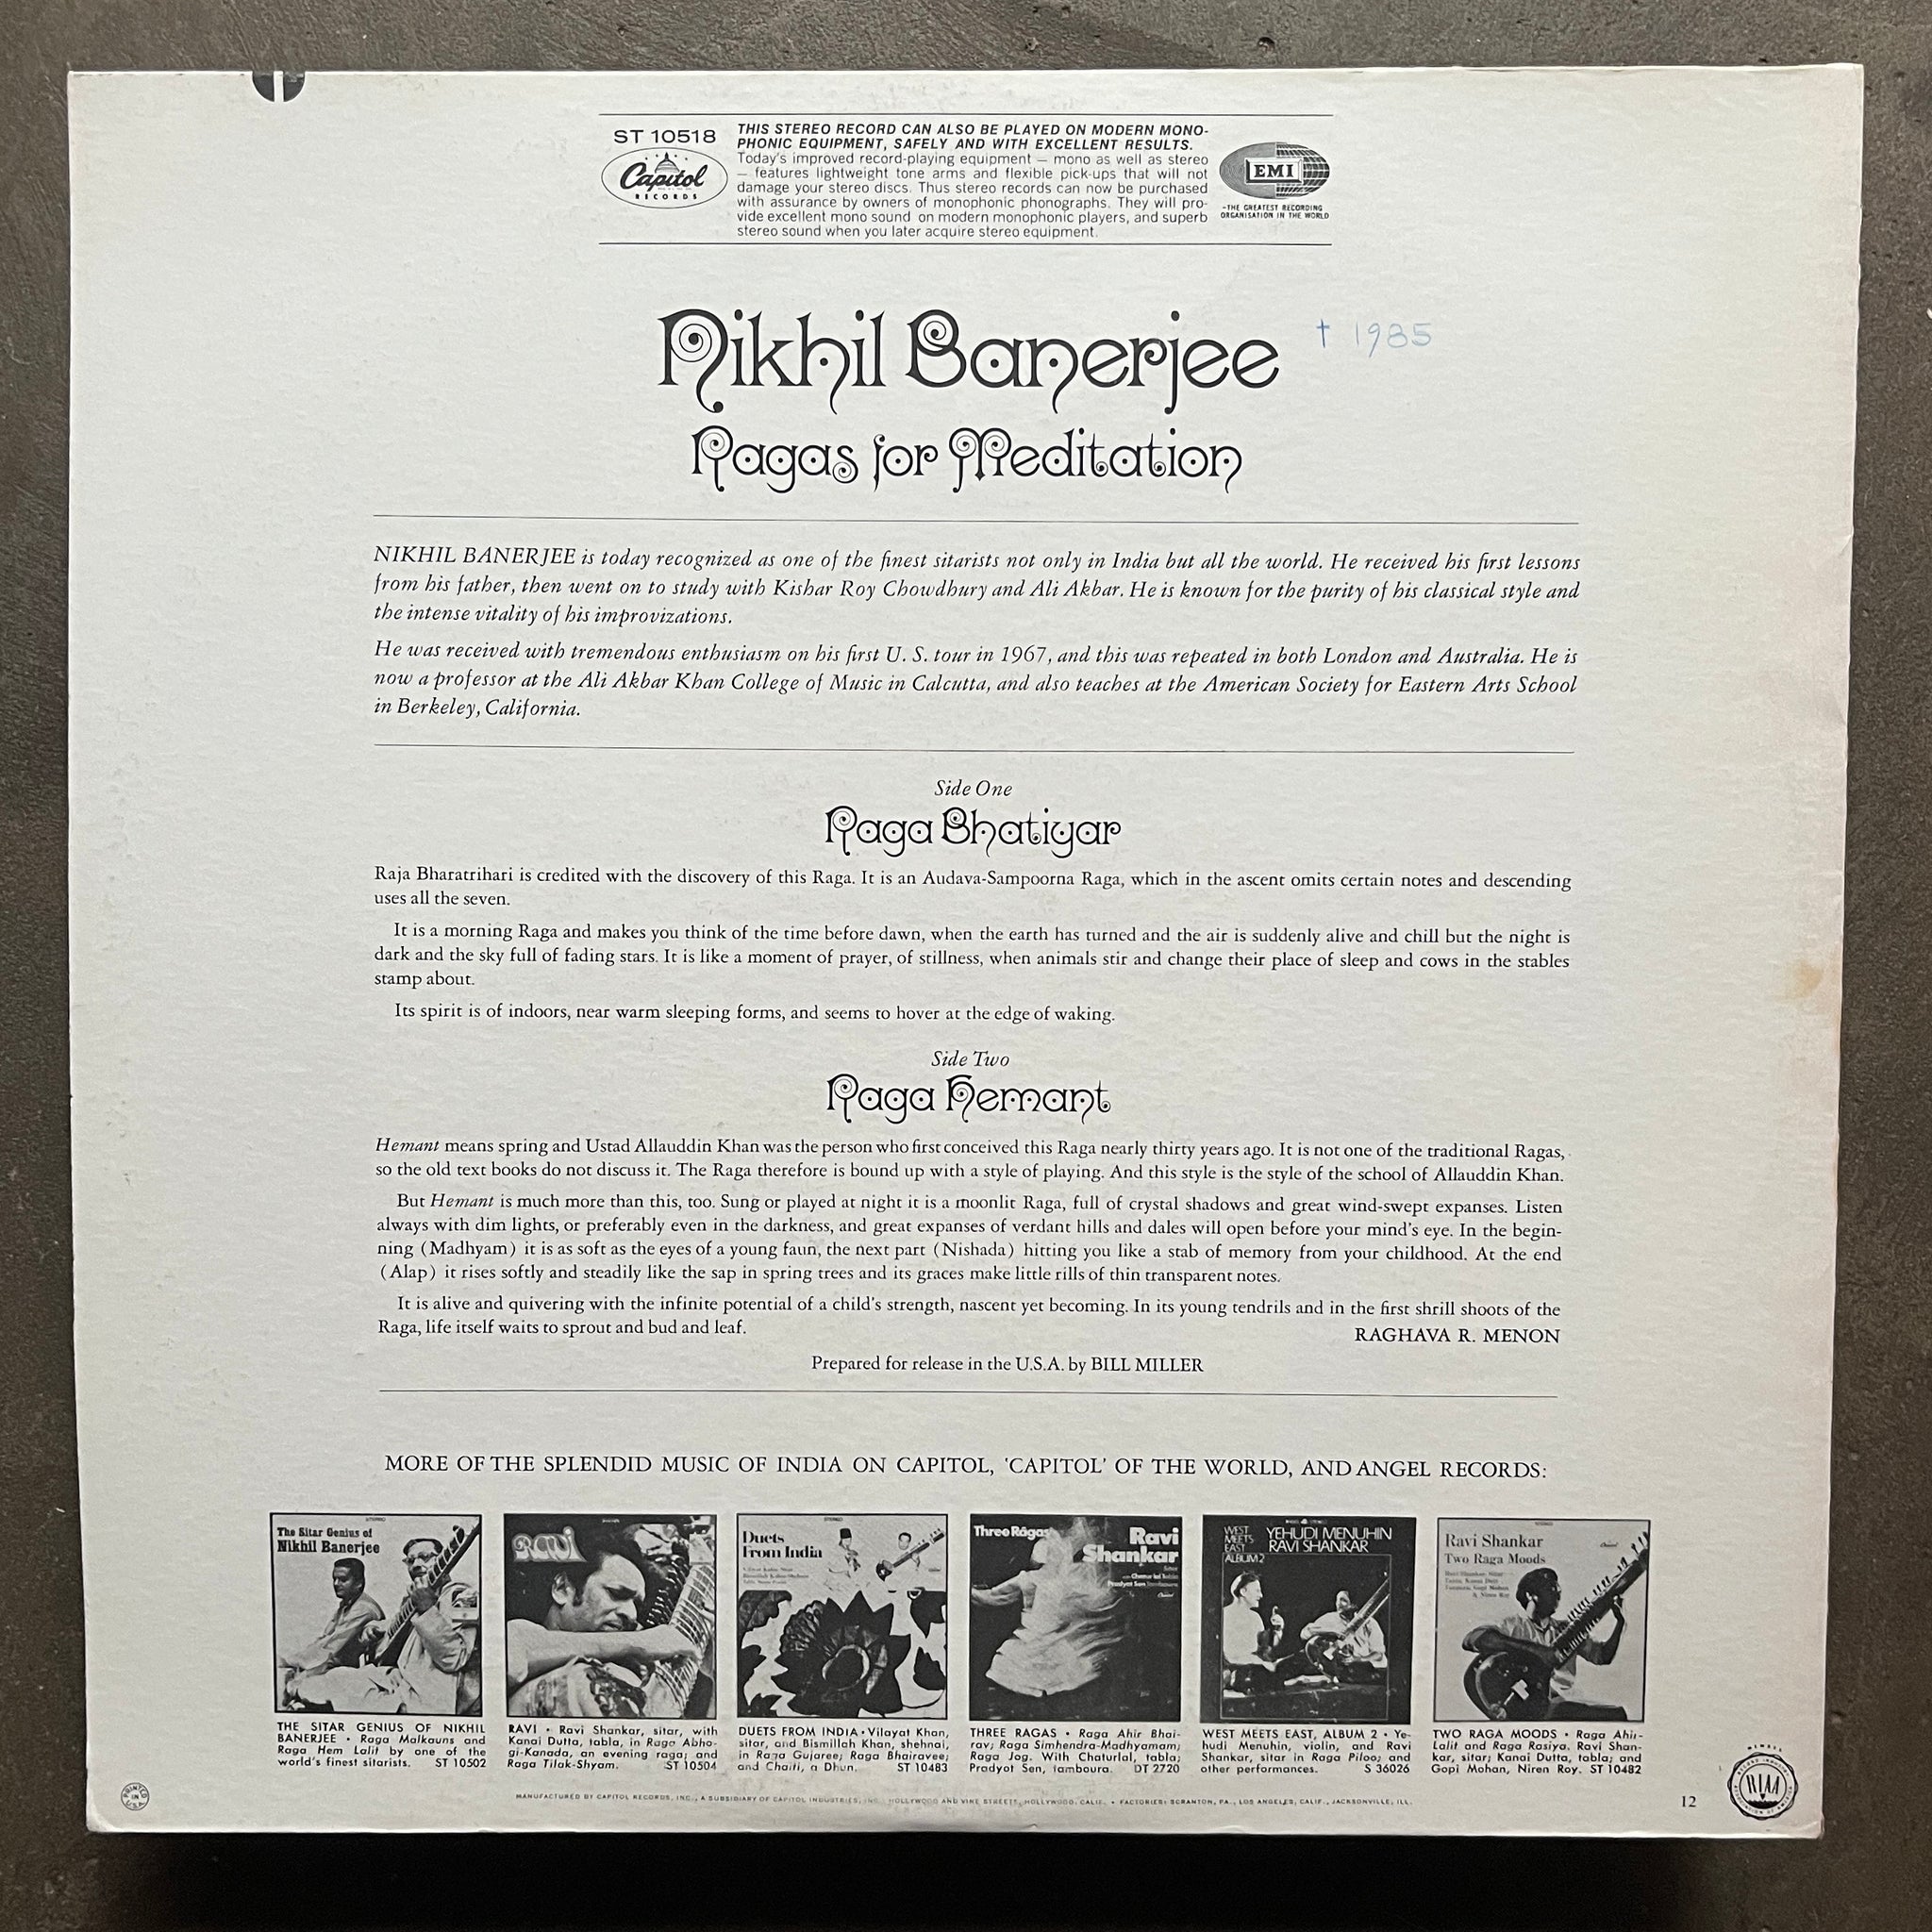 ST 10518
Capitol
RECORDS
THIS STEREO RECORD CAN ALSO BE PLAYED ON MODERN MONO-
PHONIC EQUIPMENT, SAFELY AND WITH EXCELLENT RESULTS.
Today's improved record-playing equipment — mono as well as stereo
— features lightweight tone arms and flexible pick-ups that will not
damage your stereo discs. Thus stereo records can now be purchased
with assurance by owners of monophonic phonographs. They will pro-
vide excellent mono sound on modern monophonic players, and superb
stereo sound when you later acquire stereo equipment.
EMI
-THE GREATEST RECORDING
ORGANISATION IN THE WORLD
Nikhil Banerjee
† 1985
Ragas for Meditation
NIKHIL BANERJEE is today recognized as one of the finest sitarists not only in India but all the world. He received his first lessons
from his father, then went on to study with Kishar Roy Chowdhury and Ali Akbar. He is known for the purity of his classical style and
the intense vitality of his improvizations.
He was received with tremendous enthusiasm on his first U. S. tour in 1967, and this was repeated in both London and Australia. He is
now a professor at the Ali Akbar Khan College of Music in Calcutta, and also teaches at the American Society for Eastern Arts School
in Berkeley, California.
Side One
Raga Bhatiyar
Raja Bharatrihari is credited with the discovery of this Raga. It is an Audava-Sampoorna Raga, which in the ascent omits certain notes and descending
uses all the seven.
It is a morning Raga and makes you think of the time before dawn, when the earth has turned and the air is suddenly alive and chill but the night is
dark and the sky full of fading stars. It is like a moment of prayer, of stillness, when animals stir and change their place of sleep and cows in the stables
stamp about.
Its spirit is of indoors, near warm sleeping forms, and seems to hover at the edge of waking.
Side Two
Raga Hemant
Hemant means spring and Ustad Allauddin Khan was the person who first conceived this Raga nearly thirty years ago. It is not one of the traditional Ragas,
so the old text books do not discuss it. The Raga therefore is bound up with a style of playing. And this style is the style of the school of Allauddin Khan.
But Hemant is much more than this, too. Sung or played at night it is a moonlit Raga, full of crystal shadows and great wind-swept expanses. Listen
always with dim lights, or preferably even in the darkness, and great expanses of verdant hills and dales will open before your mind's eye. In the begin-
ning (Madhyam) it is as soft as the eyes of a young faun, the next part (Nishada) hitting you like a stab of memory from your childhood. At the end
(Alap) it rises softly and steadily like the sap in spring trees and its graces make little rills of thin transparent notes.
It is alive and quivering with the infinite potential of a child's strength, nascent yet becoming. In its young tendrils and in the first shrill shoots of the
Raga, life itself waits to sprout and bud and leaf.
RAGHAVA R. MENON
Prepared for release in the U.S.A. by BILL MILLER
MORE OF THE SPLENDID MUSIC OF INDIA ON CAPITOL, 'CAPITOL' OF THE WORLD, AND ANGEL RECORDS:
The Sitar Genius of
Nikhil Banerjee
THE SITAR GENIUS OF NIKHIL
BANERJEE • Raga Malkauns and
Raga Hem Lalit by one of the
world's finest sitarists. ST 10502
RAVI
RAVI • Ravi Shankar, sitar, with
Kanai Dutta, tabla, in Raga Abho-
gi-Kanada, an evening raga; and
Raga Tilak-Shyam. ST 10504
Duets
From India
DUETS FROM INDIA • Vilayat Khan,
sitar, and Bismillah Khan, shehnai,
in Raga Gujaree; Raga Bhairavee;
and Chaiti, a Dhun. ST 10483
Three Rāgas
Ravi
Shankar
THREE RAGAS • Raga Ahir Bhai-
rav; Raga Simhendra-Madhyamam;
Raga Jog. With Chaturlal, tabla;
Pradyot Sen, tamboura. DT 2720
WEST
MEETS
EAST
ALBUM 2
YEHUDI MENUHIN
RAVI SHANKAR
WEST MEETS EAST, ALBUM 2 • Ye-
hudi Menuhin, violin, and Ravi
Shankar, sitar in Raga Piloo; and
other performances. S 36026
Ravi Shankar
Two Raga Moods
TWO RAGA MOODS • Raga Ahir-
Lalit and Raga Rasiya. Ravi Shan-
kar, sitar; Kanai Dutta, tabla; and
Gopi Mohan, Niren Roy. ST 10482
PRINTED
IN
U.S.A.
MANUFACTURED BY CAPITOL RECORDS, INC., A SUBSIDIARY OF CAPITOL INDUSTRIES, INC., HOLLYWOOD AND VINE STREETS, HOLLYWOOD, CALIF. • FACTORIES: SCRANTON, PA., LOS ANGELES, CALIF., JACKSONVILLE, ILL.
12
MEMBER
RIAA